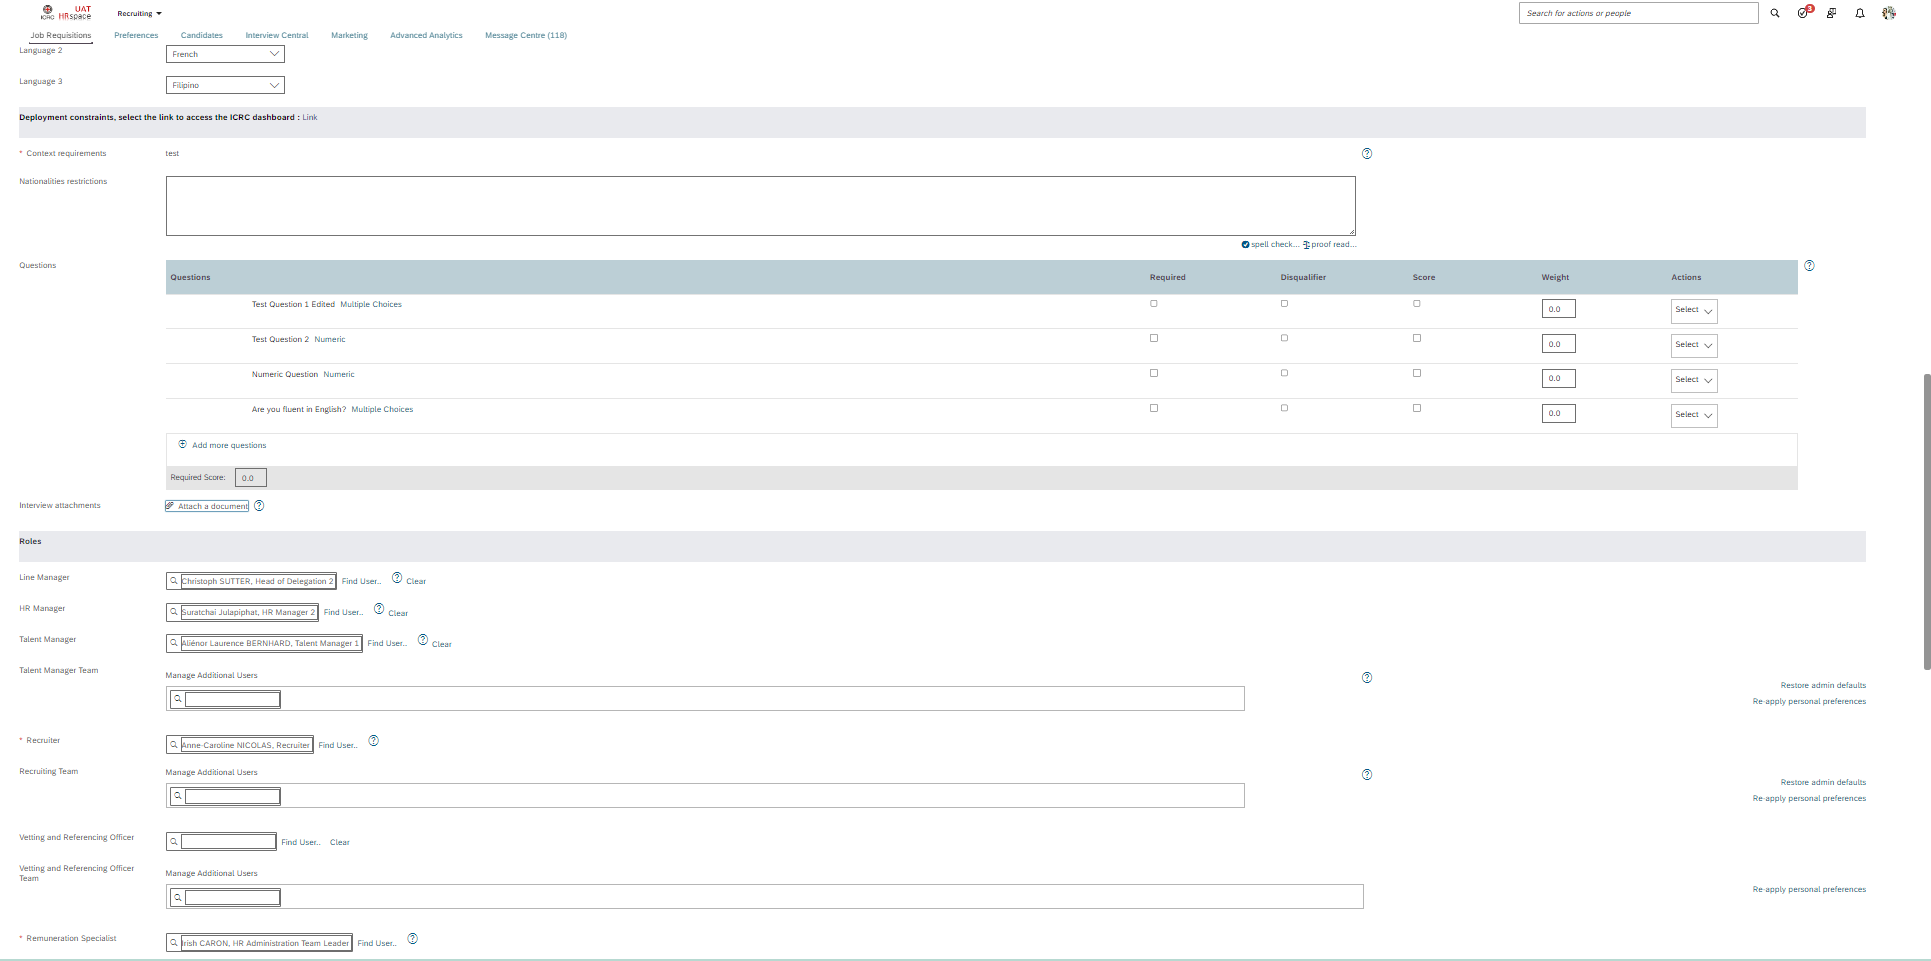 ICRC
UAT
HRspace
Recruiting
Search for actions or people
3
Job Requisitions
Preferences
Candidates
Interview Central
Marketing
Advanced Analytics
Message Centre (118)
Language 2
French
Language 3
Filipino
Deployment constraints, select the link to access the ICRC dashboard : Link
* Context requirements
test
Nationalities restrictions
spell check... proof read...
Questions
Questions Required Disqualifier Score Weight Actions
Test Question 1 Edited Multiple Choices 0.0 Select
Test Question 2 Numeric 0.0 Select
Numeric Question Numeric 0.0 Select
Are you fluent in English? Multiple Choices 0.0 Select
Add more questions
Required Score: 0.0
Interview attachments
Attach a document
Roles
Line Manager
Christoph SUTTER, Head of Delegation 2 Find User.. Clear
HR Manager
Suratchai Julapiphat, HR Manager 2 Find User.. Clear
Talent Manager
Aliénor Laurence BERNHARD, Talent Manager 1 Find User.. Clear
Talent Manager Team
Manage Additional Users
Restore admin defaults
Re-apply personal preferences
* Recruiter
Anne-Caroline NICOLAS, Recruiter Find User..
Recruiting Team
Manage Additional Users
Restore admin defaults
Re-apply personal preferences
Vetting and Referencing Officer
Find User.. Clear
Vetting and Referencing Officer
Team
Manage Additional Users
Re-apply personal preferences
* Remuneration Specialist
Irish CARON, HR Administration Team Leader Find User..